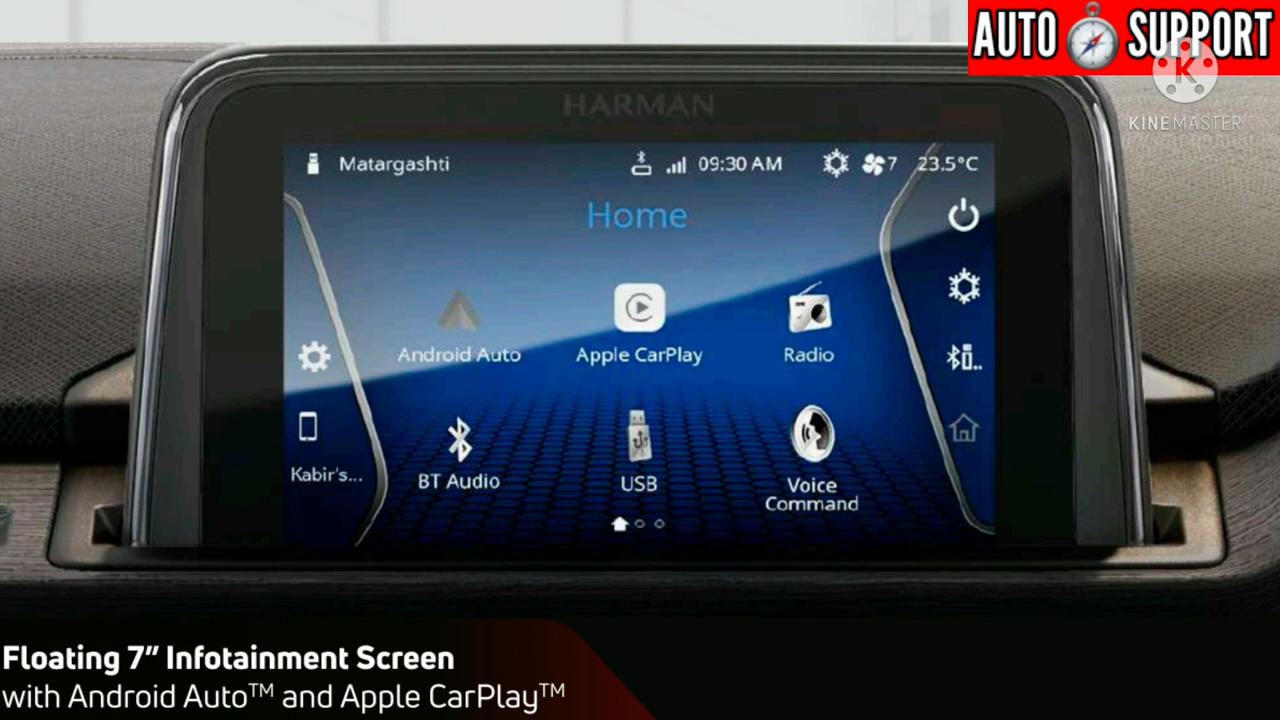 AUTO SUPPORT
KINEMASTER
HARMAN
Matargashti
09:30 AM
7
23.5°C
Home
Android Auto
Apple CarPlay
Radio
Kabir's...
BT Audio
USB
Voice
Command
Floating 7” Infotainment Screen
with Android Auto™ and Apple CarPlay™